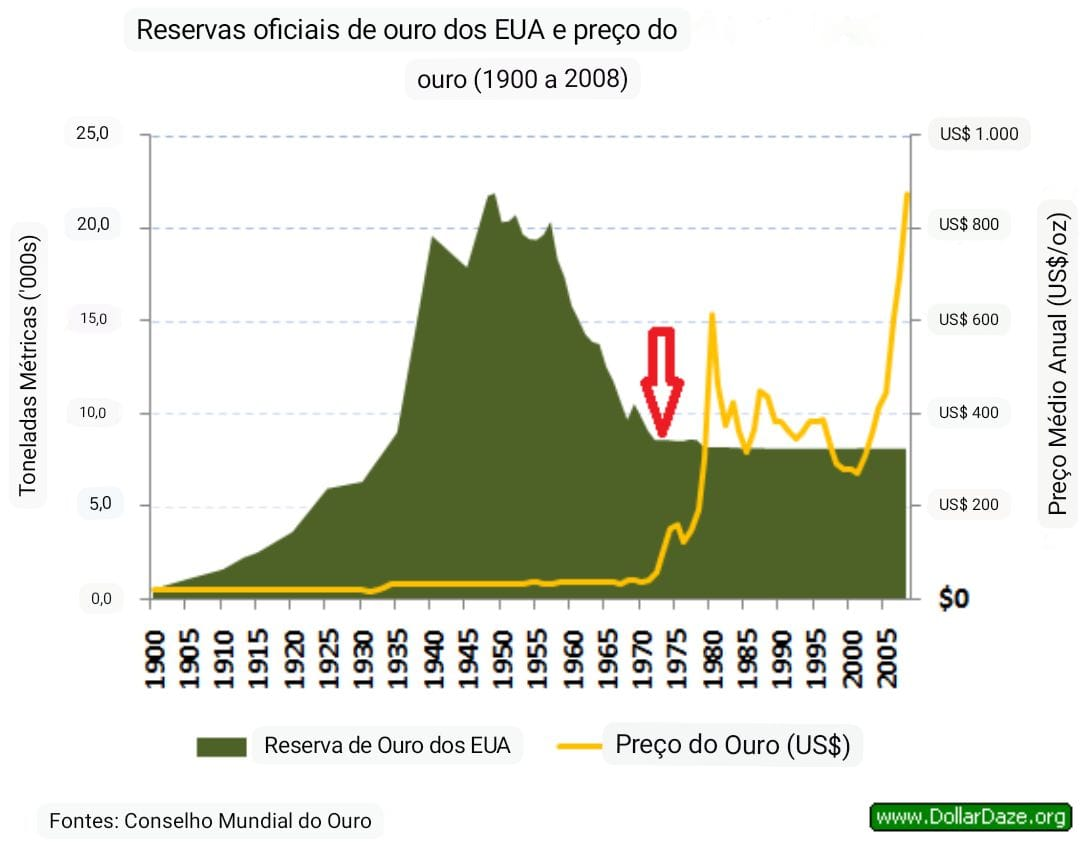 Reservas oficiais de ouro dos EUA e preço do
ouro (1900 a 2008)
25,0
20,0
15,0
10,0
5,0
0,0
Toneladas Métricas ('000s)
US$ 1.000
US$ 800
US$ 600
US$ 400
US$ 200
$0
Preço Médio Anual (US$/oz)
1900
1905
1910
1915
1920
1925
1930
1935
1940
1945
1950
1955
1960
1965
1970
1975
1980
1985
1990
1995
2000
2005
Reserva de Ouro dos EUA
Preço do Ouro (US$)
Fontes: Conselho Mundial do Ouro
www.DollarDaze.org